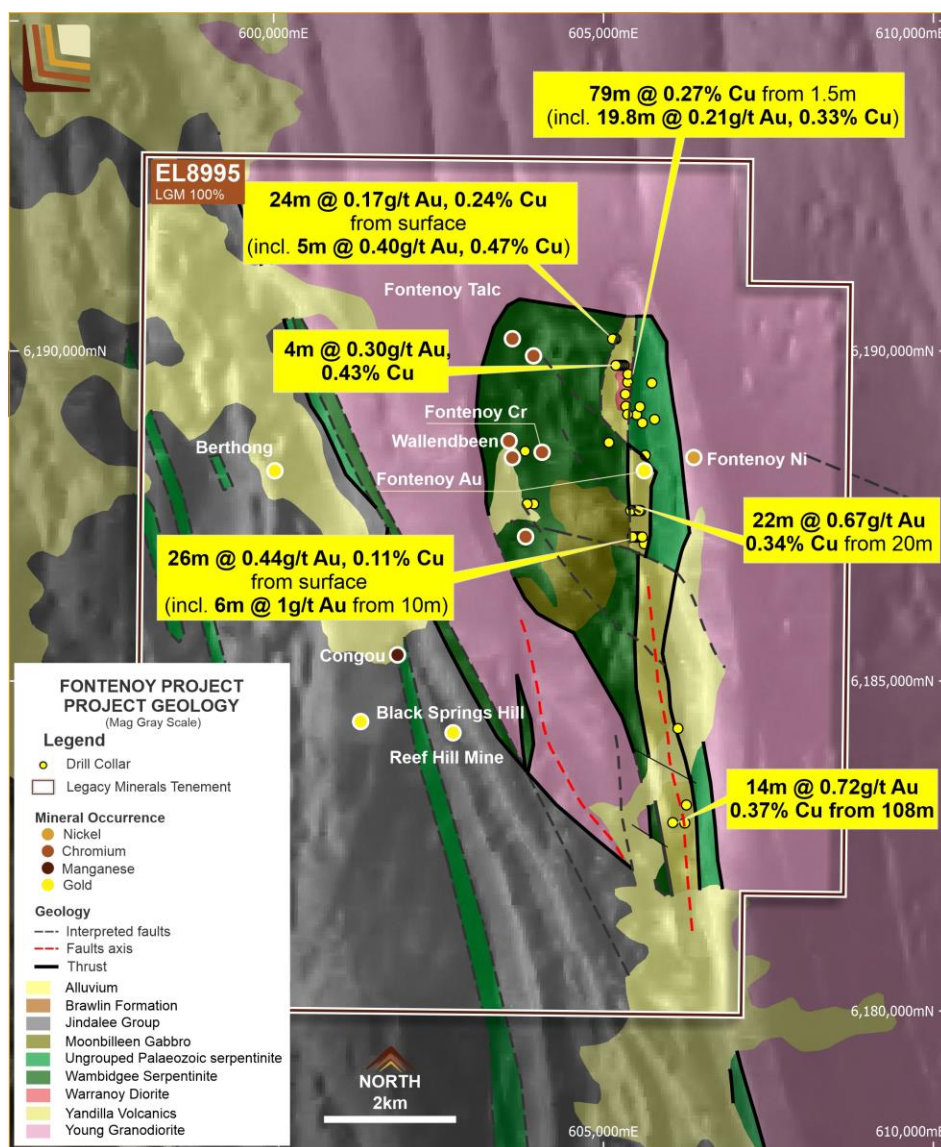 600,000mE
605,000mE
610,000mE
79m @ 0.27% Cu from 1.5m
(incl. 19.8m @ 0.21g/t Au, 0.33% Cu)
EL8995
LGM 100%
24m @ 0.17g/t Au, 0.24% Cu
from surface
(incl. 5m @ 0.40g/t Au, 0.47% Cu)
Fontenoy Talc
6,190,000mN
6,190,000mN
4m @ 0.30g/t Au,
0.43% Cu
Fontenoy Cr
Wallendbeen
Berthong
Fontenoy Au
Fontenoy Ni
22m @ 0.67g/t Au
0.34% Cu from 20m
26m @ 0.44g/t Au, 0.11% Cu
from surface
(incl. 6m @ 1g/t Au from 10m)
Congou
6,185,000mN
Black Springs Hill
Reef Hill Mine
14m @ 0.72g/t Au
0.37% Cu from 108m
6,180,000mN
FONTENOY PROJECT
PROJECT GEOLOGY
(Mag Gray Scale)
Legend
Drill Collar
Legacy Minerals Tenement
Mineral Occurrence
Nickel
Chromium
Manganese
Gold
Geology
Interpreted faults
Faults axis
Thrust
Alluvium
Brawlin Formation
Jindalee Group
Moonbilleen Gabbro
Ungrouped Palaeozoic serpentinite
Wambidgee Serpentinite
Warranoy Diorite
Yandilla Volcanics
Young Granodiorite
NORTH
2km
605,000mE
610,000mE